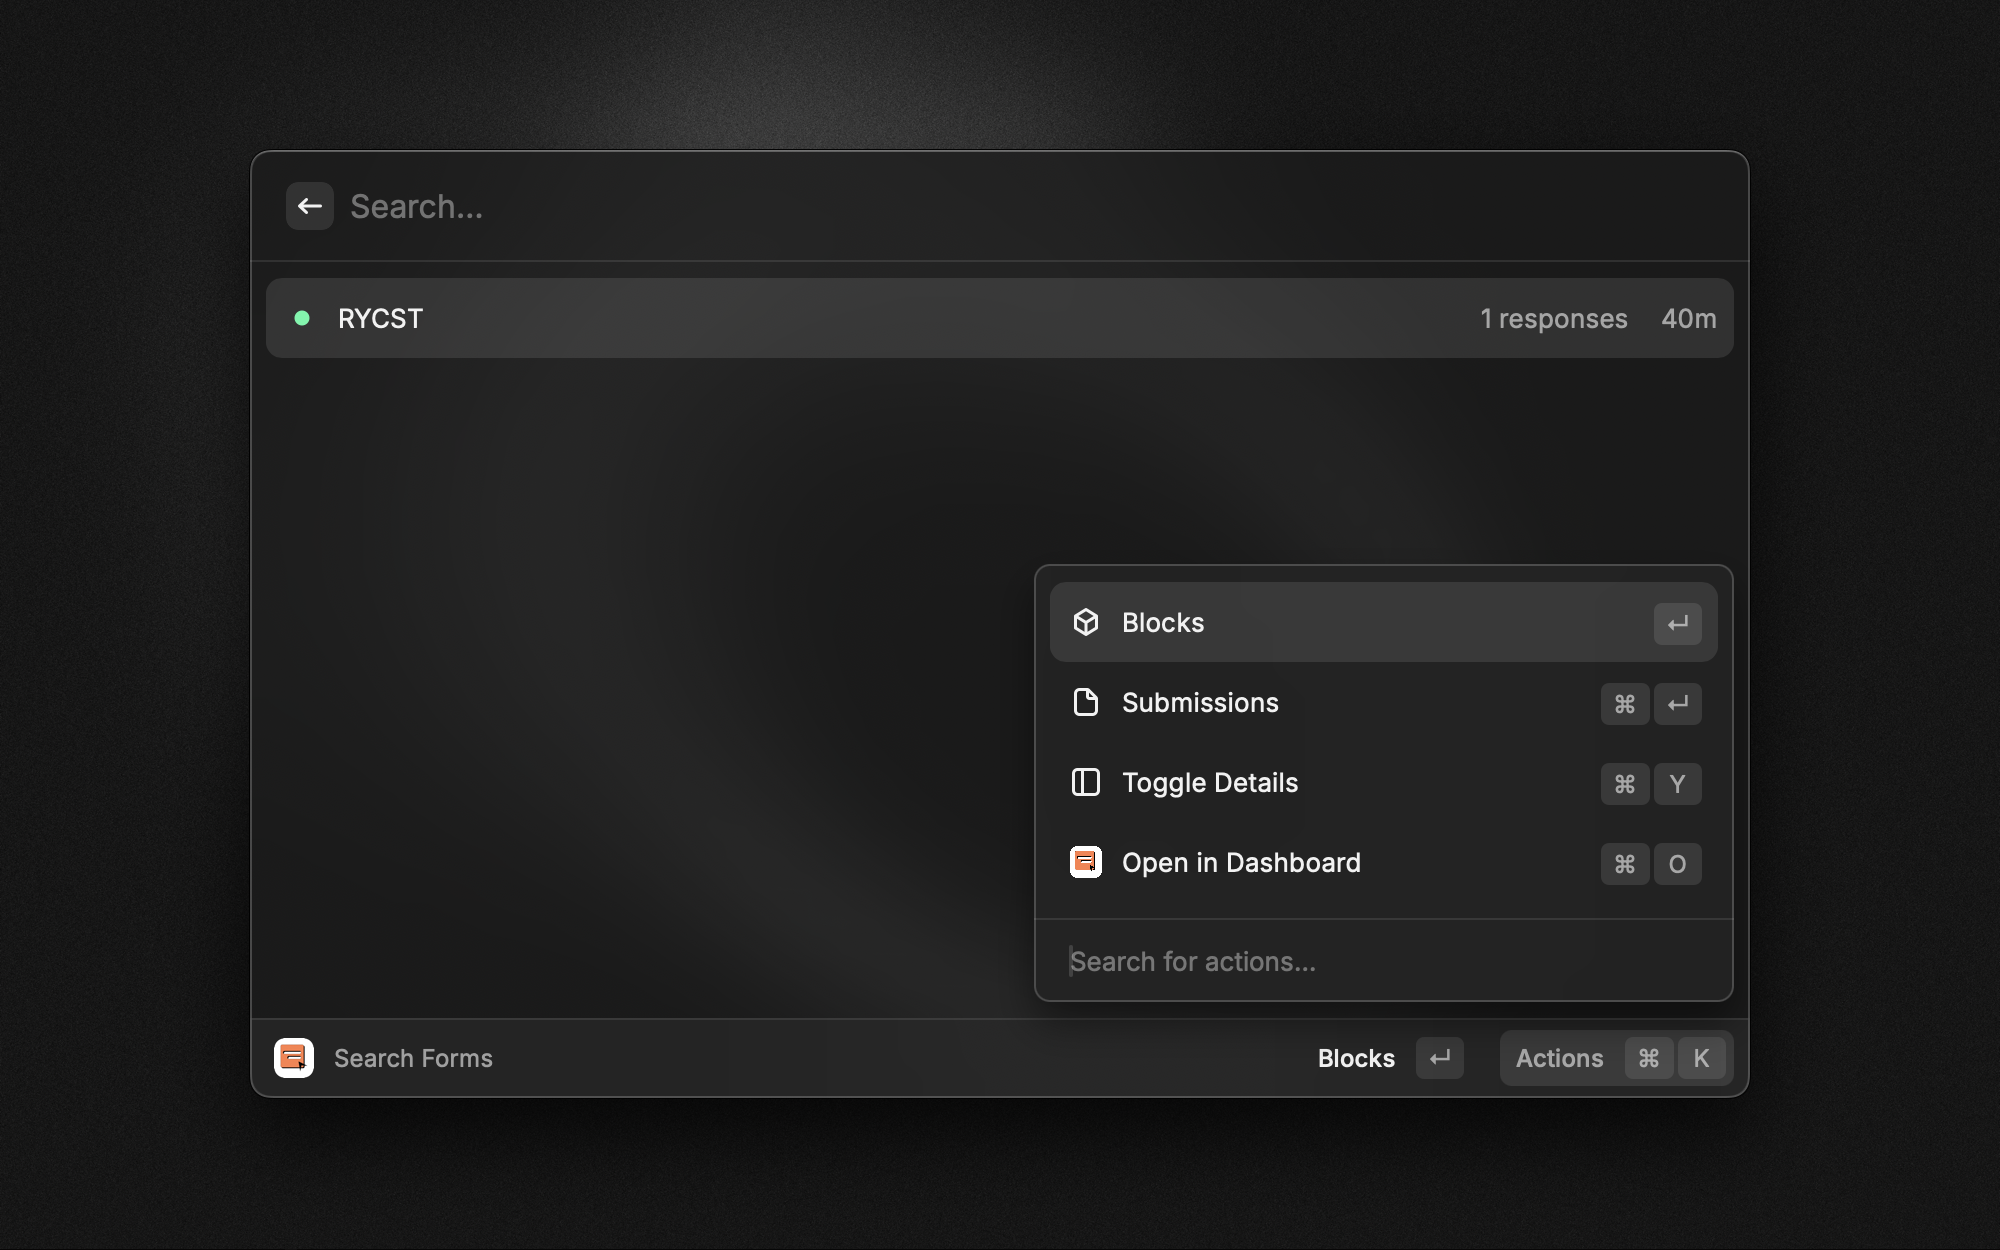 Search...
RYCST 1 responses 40m
Blocks ↵
Submissions ⌘ ↵
Toggle Details ⌘ Y
Open in Dashboard ⌘ O
Search for actions...
Search Forms Blocks ↵ Actions ⌘ K